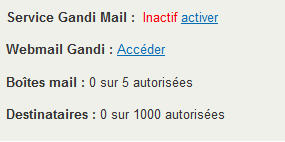 Service Gandi Mail : Inactif activer
Webmail Gandi : Accéder
Boîtes mail : 0 sur 5 autorisées
Destinataires : 0 sur 1000 autorisées